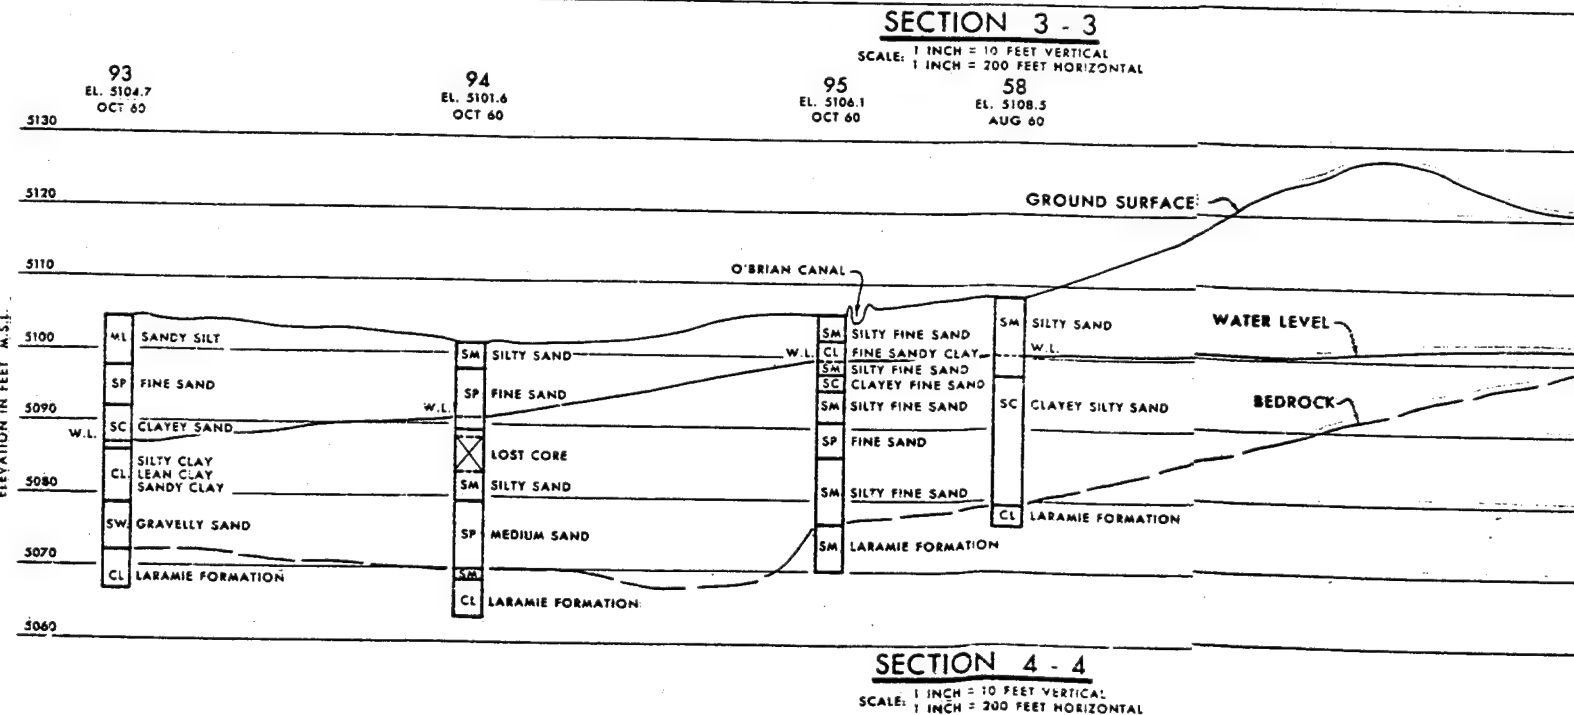 SECTION 3 - 3
SCALE: 1 INCH = 10 FEET VERTICAL
1 INCH = 200 FEET HORIZONTAL
93
EL. 5104.7
OCT 60
94
EL. 5101.6
OCT 60
95
EL. 5106.1
OCT 60
58
EL. 5108.5
AUG 60
5130
5120
5110
5100
5090
5080
5070
5060
ELEVATION IN FEET M.S.L.
GROUND SURFACE
O'BRIAN CANAL
WATER LEVEL
BEDROCK
ML SANDY SILT
SP FINE SAND
SC CLAYEY SAND
W.L.
CL SILTY CLAY
LEAN CLAY
SANDY CLAY
SW GRAVELLY SAND
CL LARAMIE FORMATION
SM SILTY SAND
SP FINE SAND
W.L.
LOST CORE
SM SILTY SAND
SP MEDIUM SAND
SM
CL LARAMIE FORMATION
SM SILTY FINE SAND
W.L. CL FINE SANDY CLAY
SM SILTY FINE SAND
SC CLAYEY FINE SAND
SM SILTY FINE SAND
SP FINE SAND
SM SILTY FINE SAND
SM LARAMIE FORMATION
SM SILTY SAND
W.L.
SC CLAYEY SILTY SAND
CL LARAMIE FORMATION
SECTION 4 - 4
SCALE: 1 INCH = 10 FEET VERTICAL
1 INCH = 200 FEET HORIZONTAL